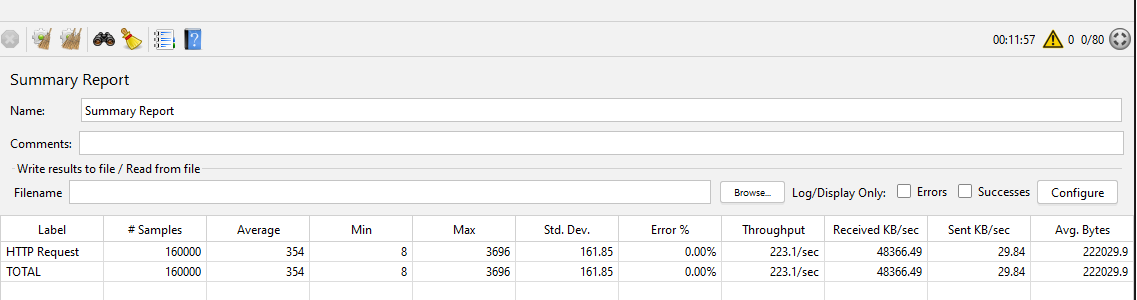 00:11:57 0 0/80
Summary Report
Name: Summary Report
Comments:
Write results to file / Read from file
Filename Browse... Log/Display Only: Errors Successes Configure
Label # Samples Average Min Max Std. Dev. Error % Throughput Received KB/sec Sent KB/sec Avg. Bytes
HTTP Request 160000 354 8 3696 161.85 0.00% 223.1/sec 48366.49 29.84 222029.9
TOTAL 160000 354 8 3696 161.85 0.00% 223.1/sec 48366.49 29.84 222029.9